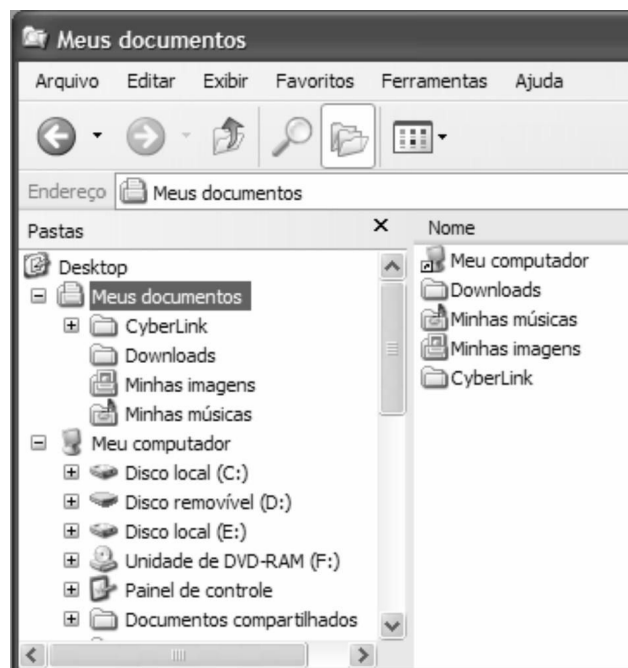 Meus documentos
Arquivo Editar Exibir Favoritos Ferramentas Ajuda
Endereço Meus documentos
Pastas
Desktop
Meus documentos
CyberLink
Downloads
Minhas imagens
Minhas músicas
Meu computador
Disco local (C:)
Disco removível (D:)
Disco local (E:)
Unidade de DVD-RAM (F:)
Painel de controle
Documentos compartilhados
Nome
Meu computador
Downloads
Minhas músicas
Minhas imagens
CyberLink